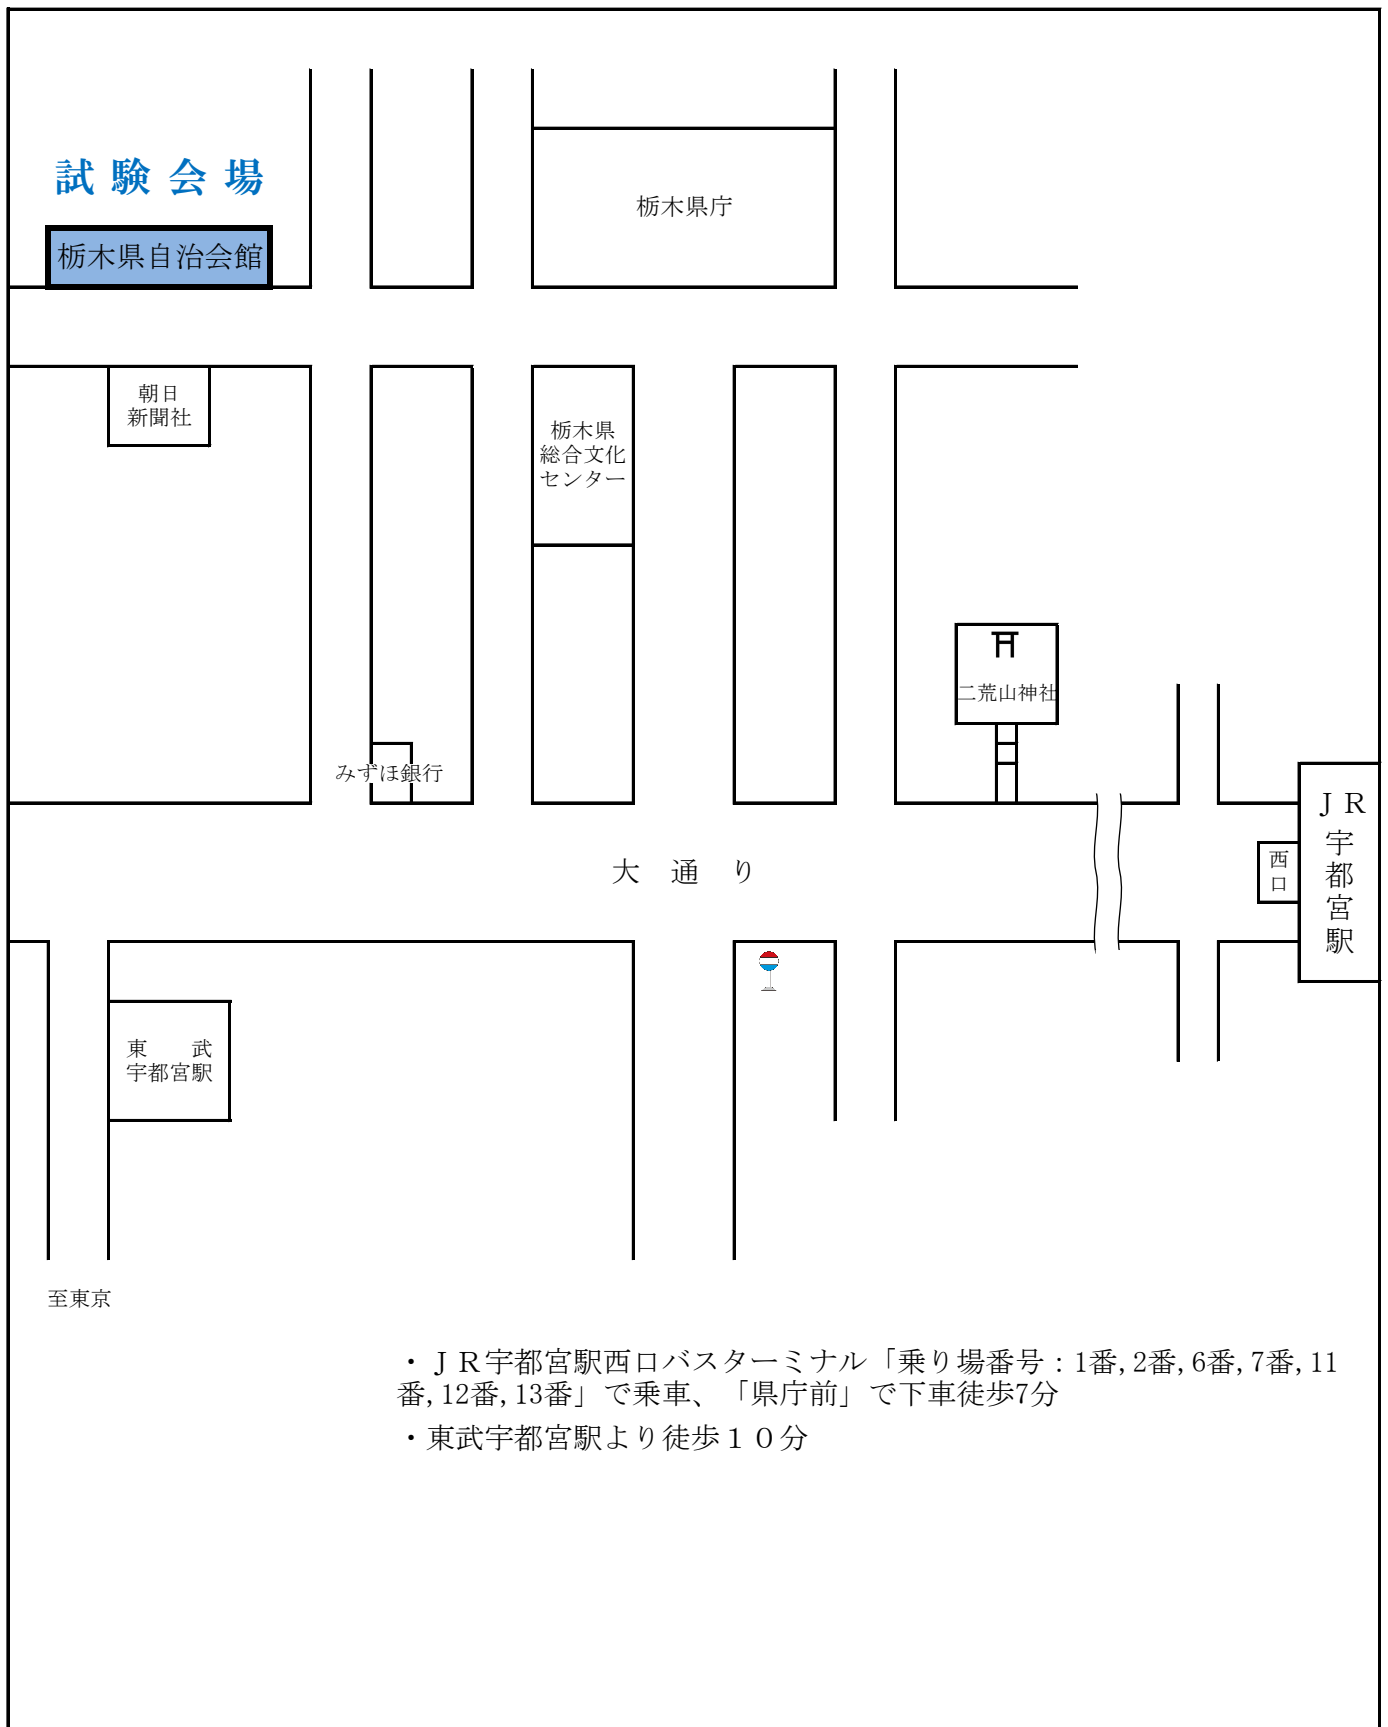 試験会場
栃木県庁
栃木県自治会館
朝日
新聞社
栃木県
総合文化
センター
二荒山神社
みずほ銀行
ＪＲ
宇
都
宮
駅
西
口
大　通　り
東　　武
宇都宮駅
至東京
・ＪＲ宇都宮駅西口バスターミナル「乗り場番号：1番,2番,6番,7番,11
番,12番,13番」で乗車、「県庁前」で下車徒歩7分
・東武宇都宮駅より徒歩１０分